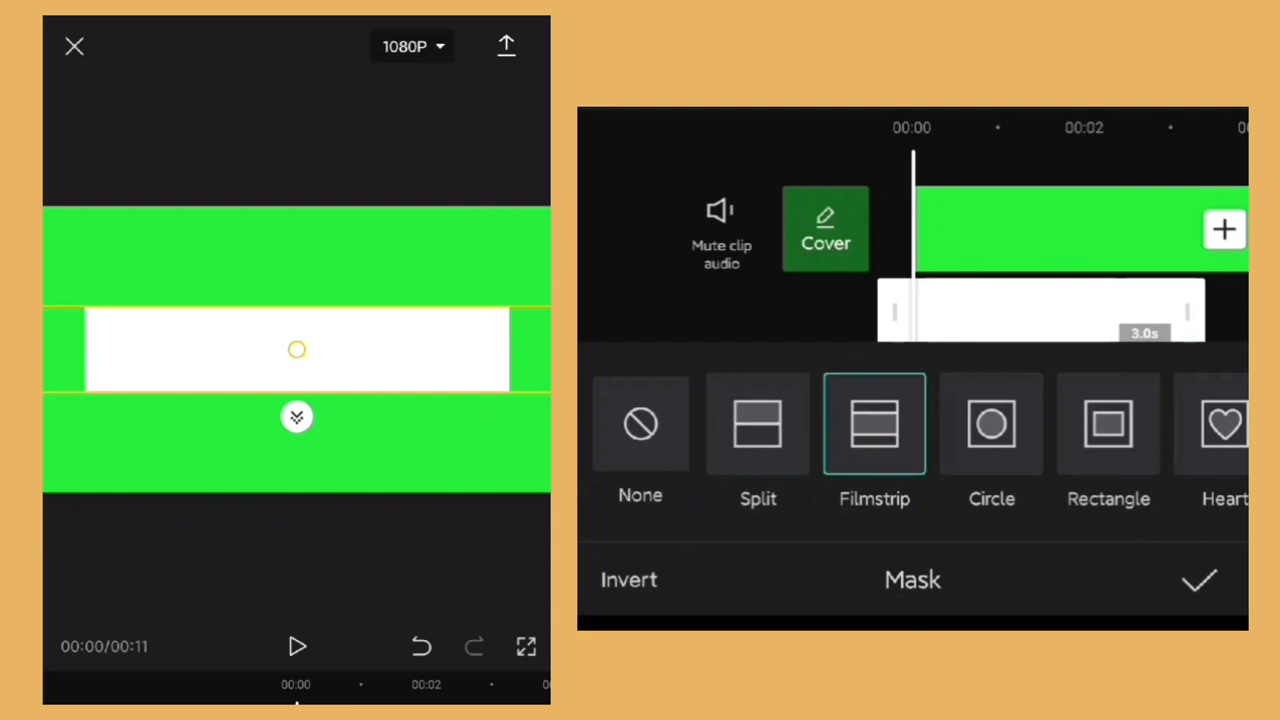 1080P
00:00/00:11
00:00
00:02
00:00
00:02
Mute clip
audio
Cover
3.0s
None
Split
Filmstrip
Circle
Rectangle
Heart
Invert
Mask